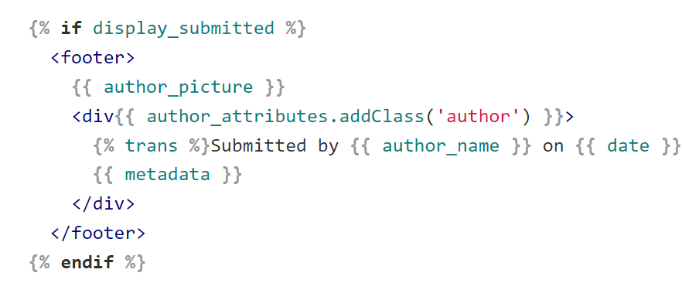 {% if display_submitted %}
<footer>
{{ author_picture }}
<div{{ author_attributes.addClass('author') }}>
{% trans %}Submitted by {{ author_name }} on {{ date }}
{{ metadata }}
</div>
</footer>
{% endif %}